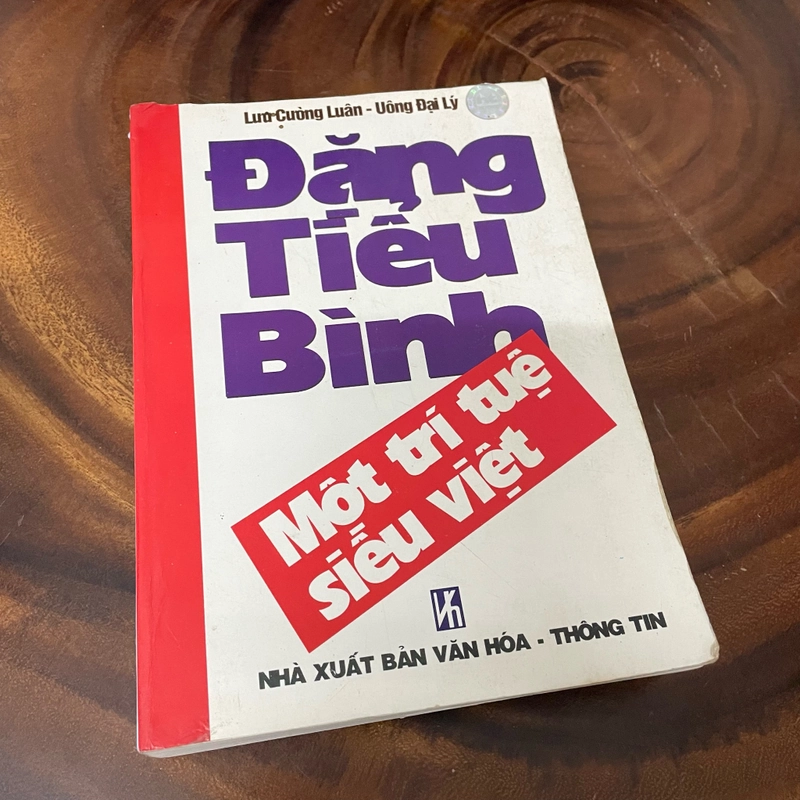 Lưu Cường Luân - Uông Đại Lý
Đặng
Tiểu
Bình
Một trí tuệ
siêu việt
NHÀ XUẤT BẢN VĂN HÓA - THÔNG TIN